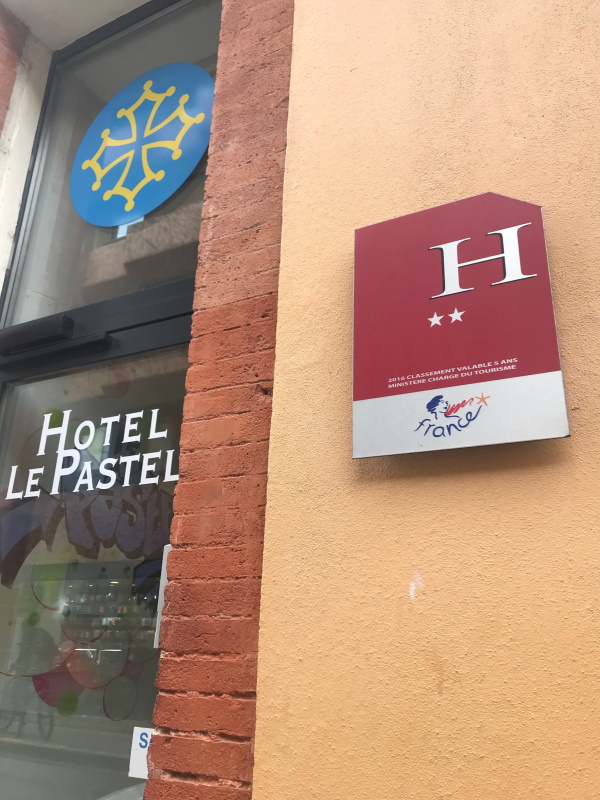 HOTEL
LE PASTEL
H
2016 CLASSEMENT VALABLE 5 ANS
MINISTERE CHARGE DU TOURISME
france